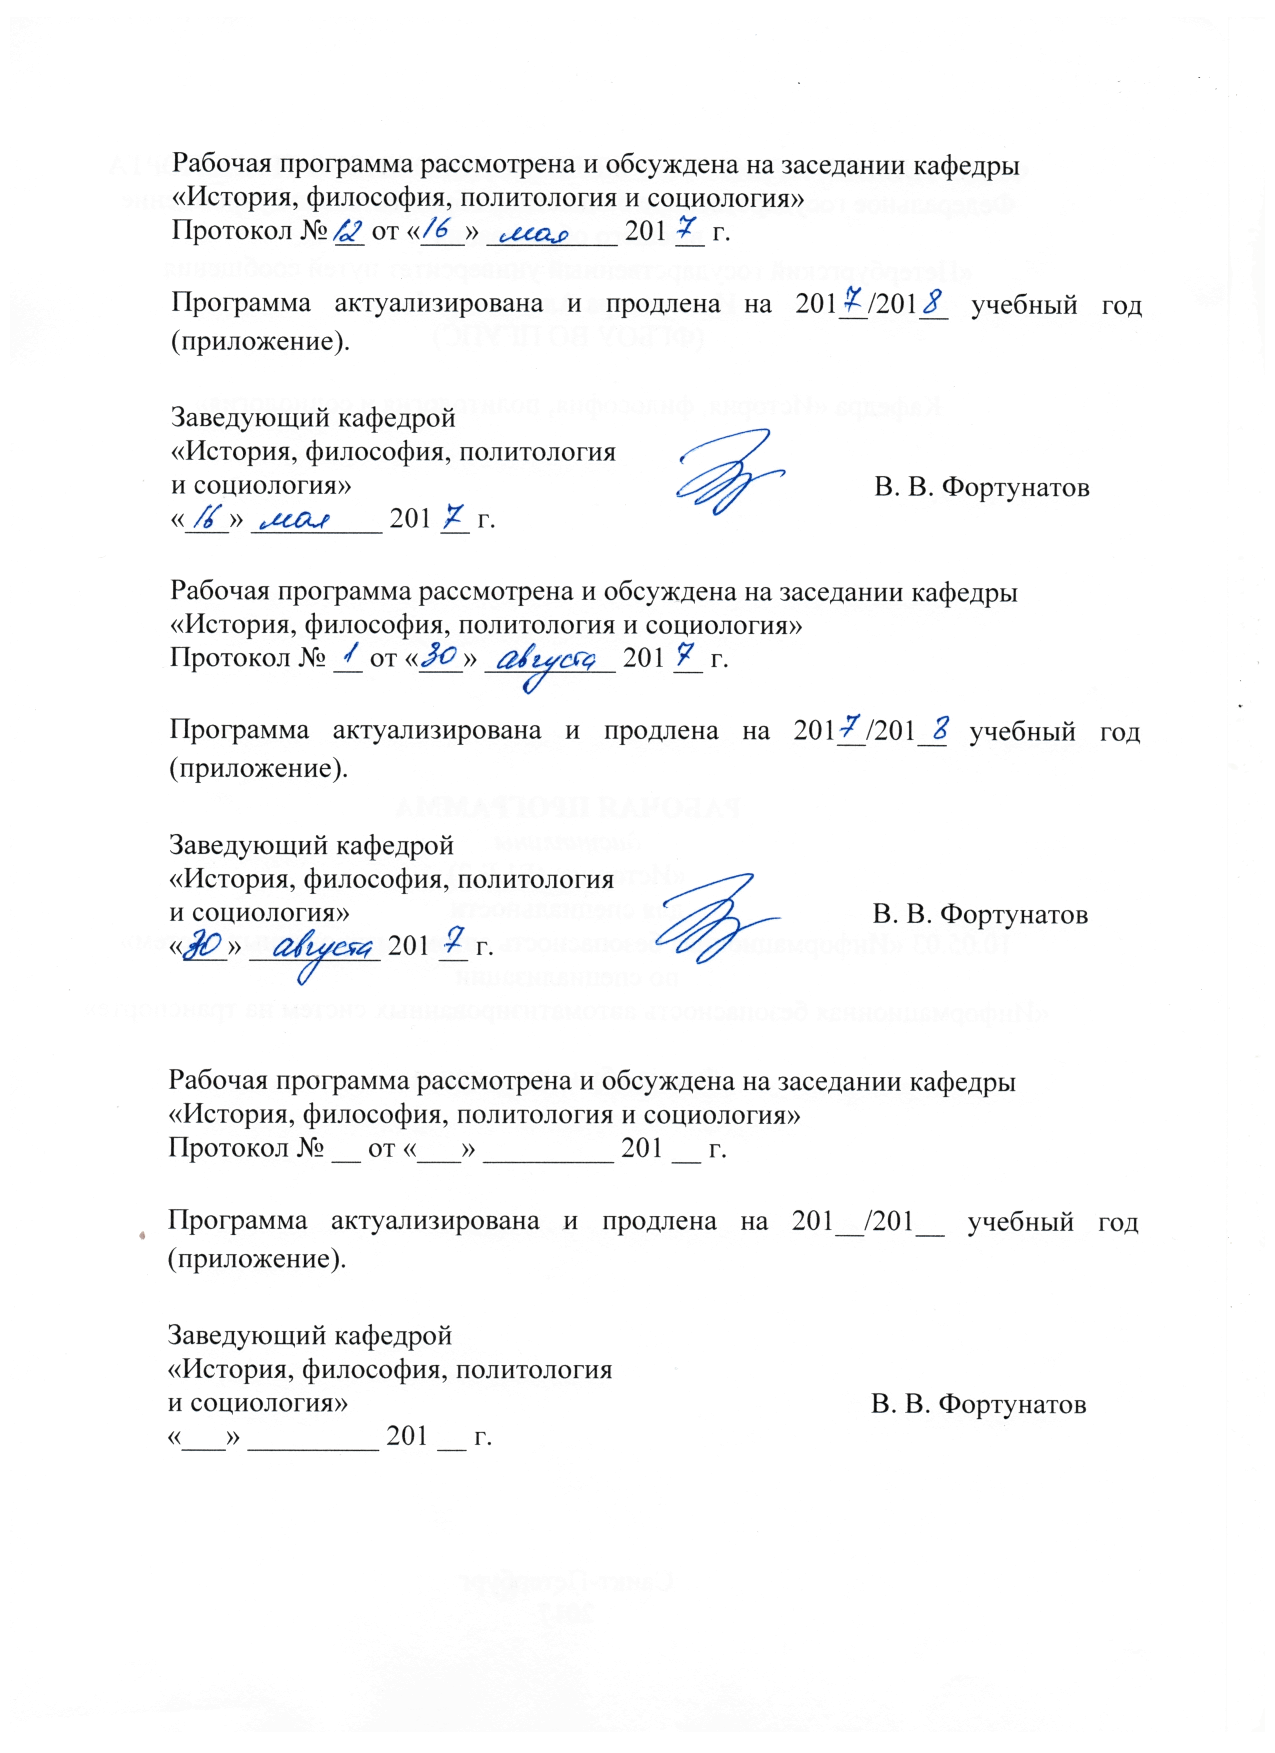 Рабочая программа рассмотрена и обсуждена на заседании кафедры
«История, философия, политология и социология»
Протокол № 12 от «16» мая 2017 г.
Программа актуализирована и продлена на 2017/2018 учебный год
(приложение).
Заведующий кафедрой
«История, философия, политология
и социология» В. В. Фортунатов
«16» мая 2017 г.
Рабочая программа рассмотрена и обсуждена на заседании кафедры
«История, философия, политология и социология»
Протокол № 1 от «30» августа 2017 г.
Программа актуализирована и продлена на 2017/2018 учебный год
(приложение).
Заведующий кафедрой
«История, философия, политология
и социология» В. В. Фортунатов
«30» августа 2017 г.
Рабочая программа рассмотрена и обсуждена на заседании кафедры
«История, философия, политология и социология»
Протокол № __ от «___» _________ 201 __ г.
Программа актуализирована и продлена на 201__/201__ учебный год
(приложение).
Заведующий кафедрой
«История, философия, политология
и социология» В. В. Фортунатов
«___» _________ 201 __ г.